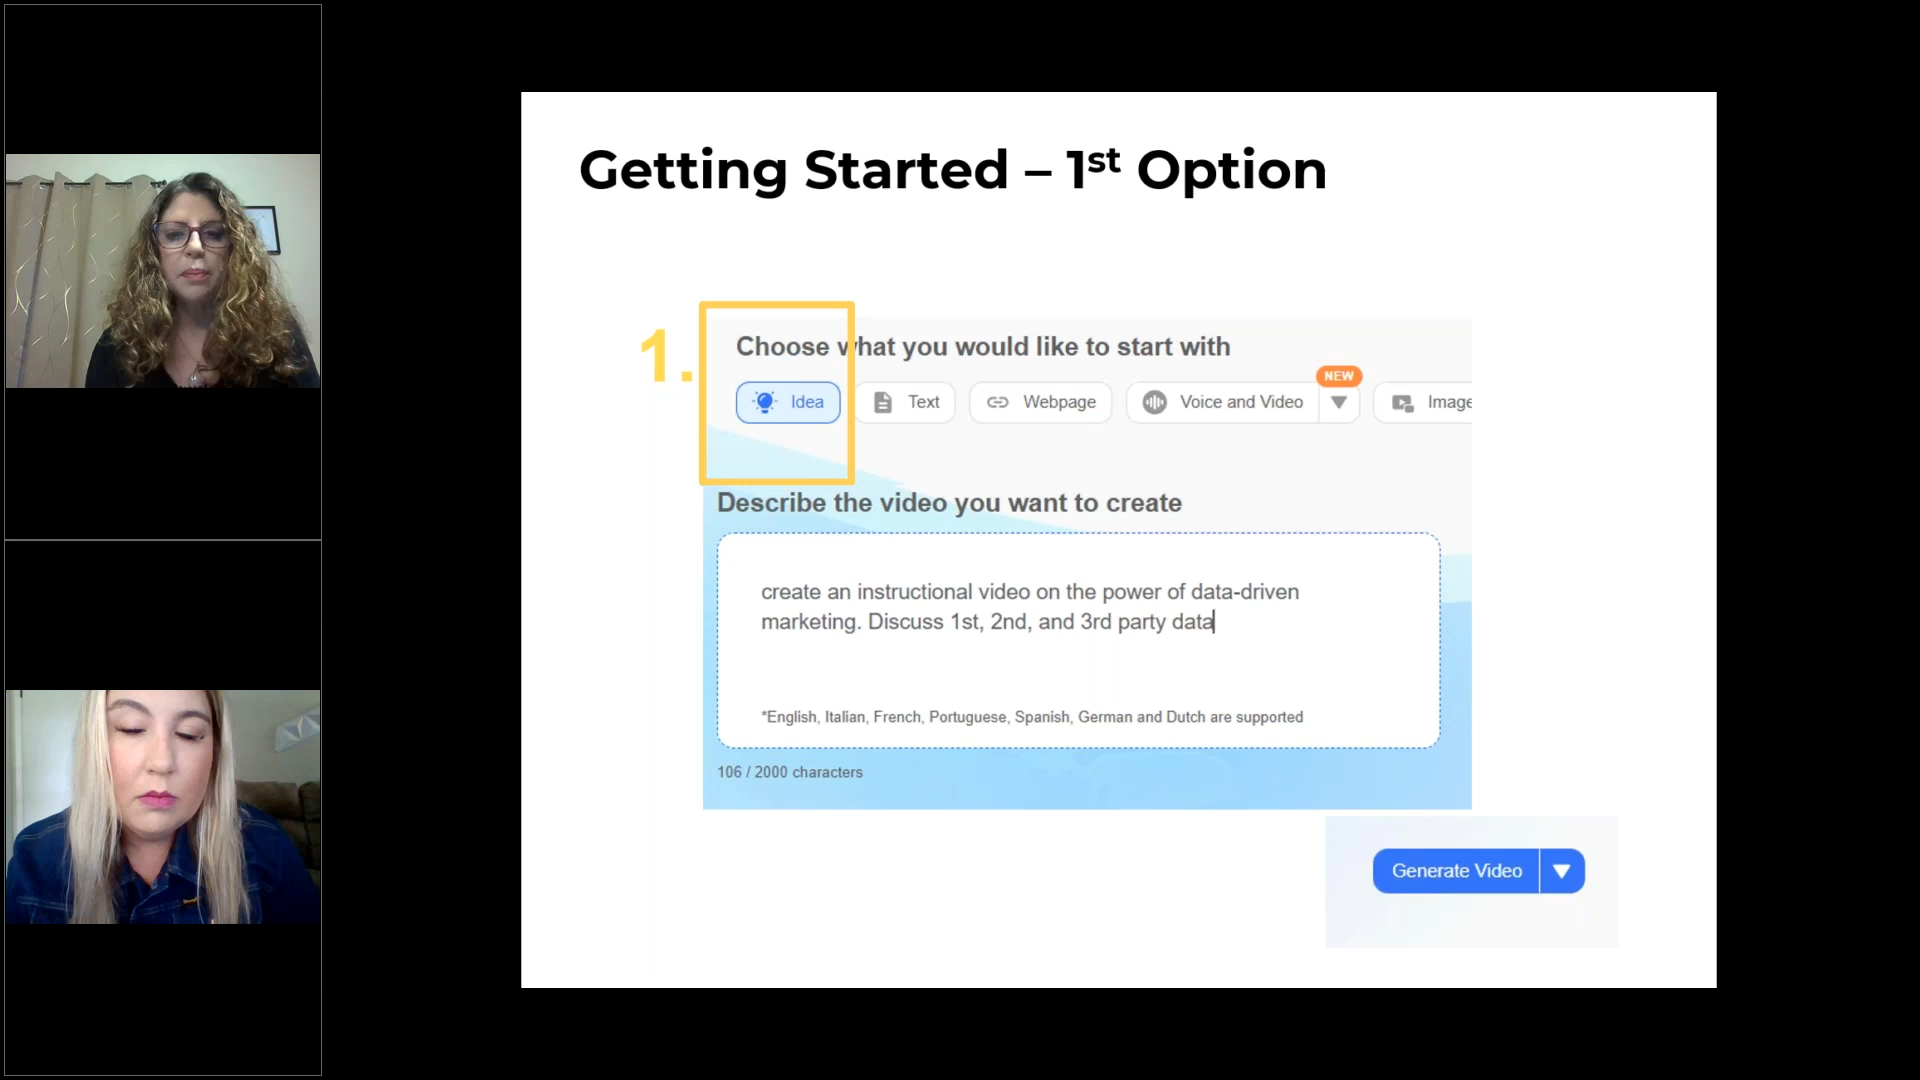 Getting Started – 1st Option
1.
Choose what you would like to start with
NEW
Idea Text Webpage Voice and Video Image
Describe the video you want to create
create an instructional video on the power of data-driven
marketing. Discuss 1st, 2nd, and 3rd party data
*English, Italian, French, Portuguese, Spanish, German and Dutch are supported
106 / 2000 characters
Generate Video